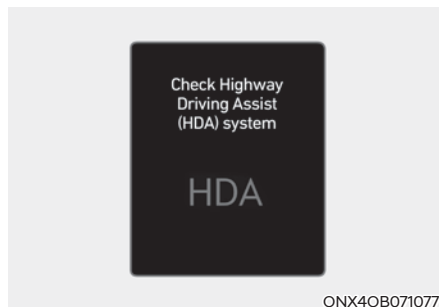 Check Highway
Driving Assist
(HDA) system
HDA
ONX4OB071077